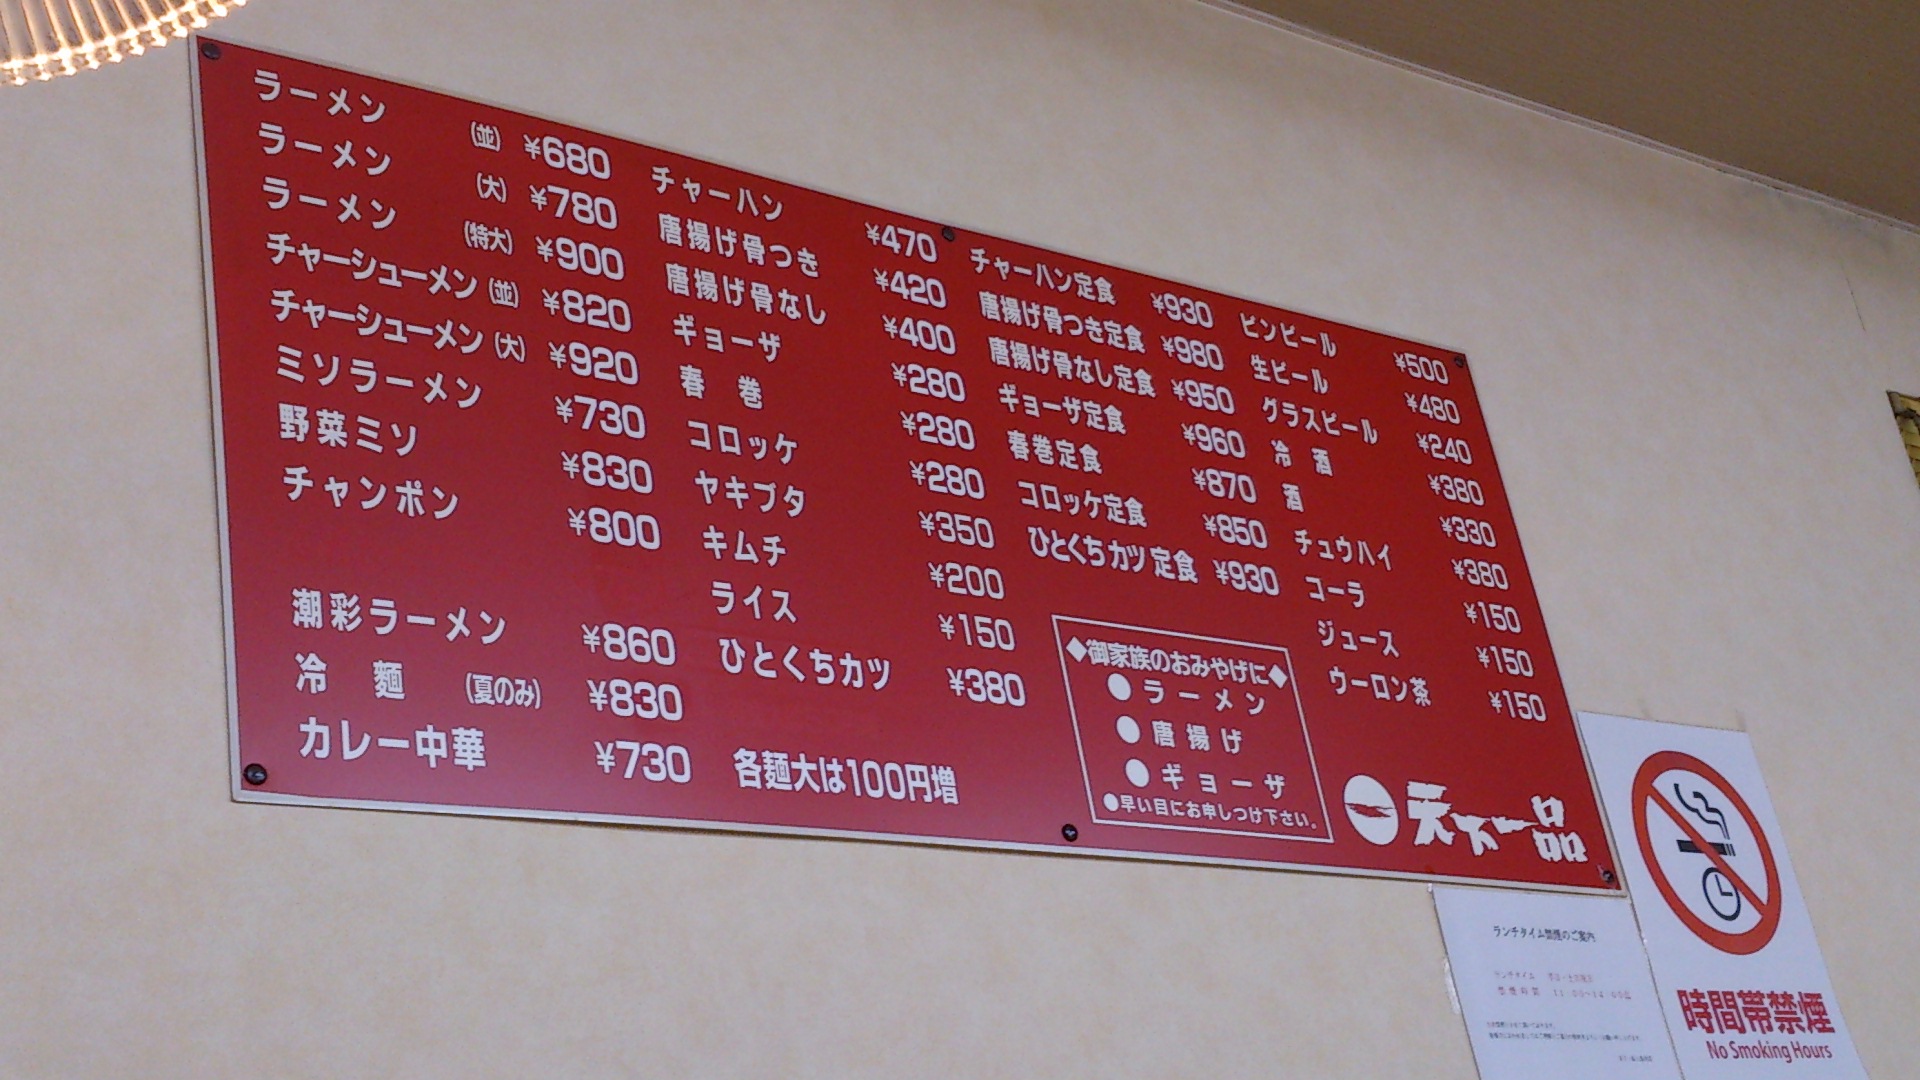 ラーメン (並) ¥680
ラーメン (大) ¥780
ラーメン (特大) ¥900
チャーシューメン (並) ¥820
チャーシューメン (大) ¥920
ミソラーメン ¥730
野菜ミソ ¥830
チャンポン ¥800
潮彩ラーメン ¥860
冷麺 (夏のみ) ¥830
カレー中華 ¥730
チャーハン ¥470
唐揚げ骨つき ¥420
唐揚げ骨なし ¥400
ギョーザ ¥280
春巻 ¥280
コロッケ ¥280
ヤキブタ ¥350
キムチ ¥200
ライス ¥150
ひとくちカツ ¥380
各麺大は100円増
チャーハン定食 ¥930
唐揚げ骨つき定食 ¥980
唐揚げ骨なし定食 ¥950
ギョーザ定食 ¥960
春巻定食 ¥870
コロッケ定食 ¥850
ひとくちカツ定食 ¥930
◆御家族のおみやげに◆
●ラーメン
●唐揚げ
●ギョーザ
●早い目にお申しつけ下さい。
ビンビール ¥500
生ビール ¥480
グラスビール ¥240
冷酒 ¥380
酒 ¥330
チュウハイ ¥380
コーラ ¥150
ジュース ¥150
ウーロン茶 ¥150
天下一品
ランチタイム禁煙のご案内
時間帯禁煙
No Smoking Hours